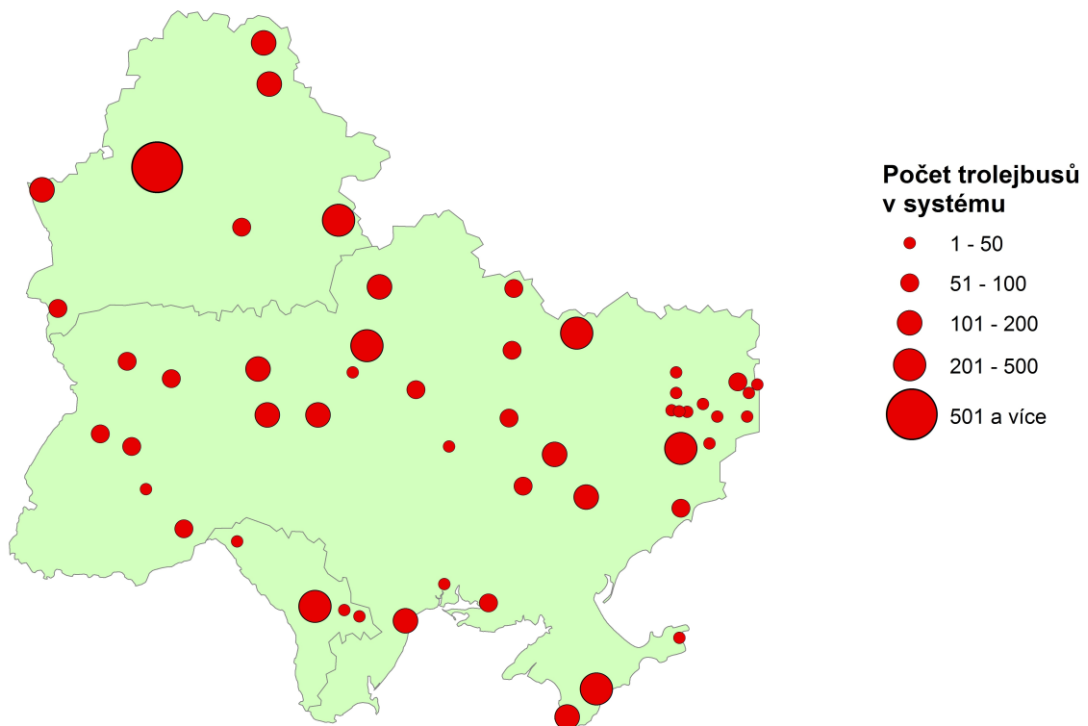 Počet trolejbusů
v systému
1 - 50
51 - 100
101 - 200
201 - 500
501 a více